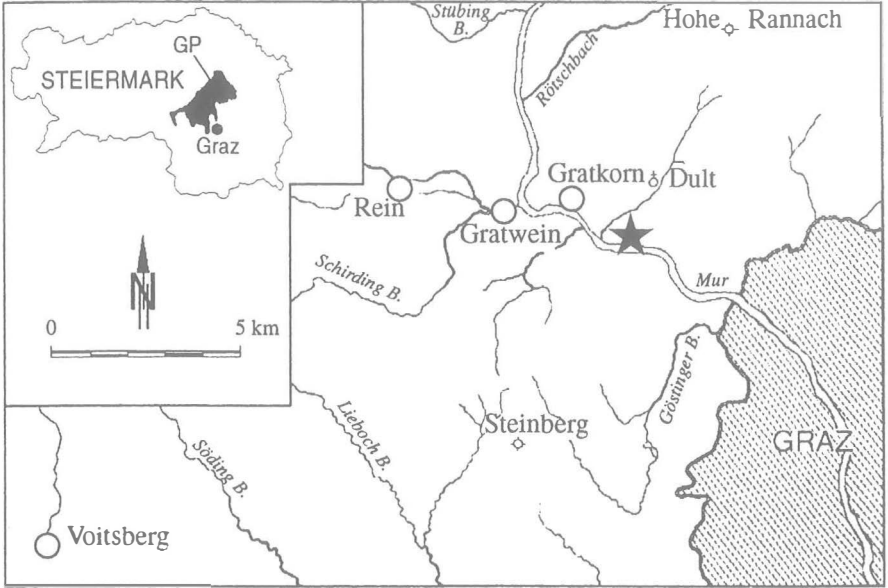 Stübing
B.
Hohe Rannach
Rötschbach
GP
STEIERMARK
Graz
Gratkorn Dult
Rein
Gratwein
Schirding B.
Mur
N
0 5 km
Göstinger B.
Lieboch B.
Steinberg
GRAZ
Söding B.
Voitsberg